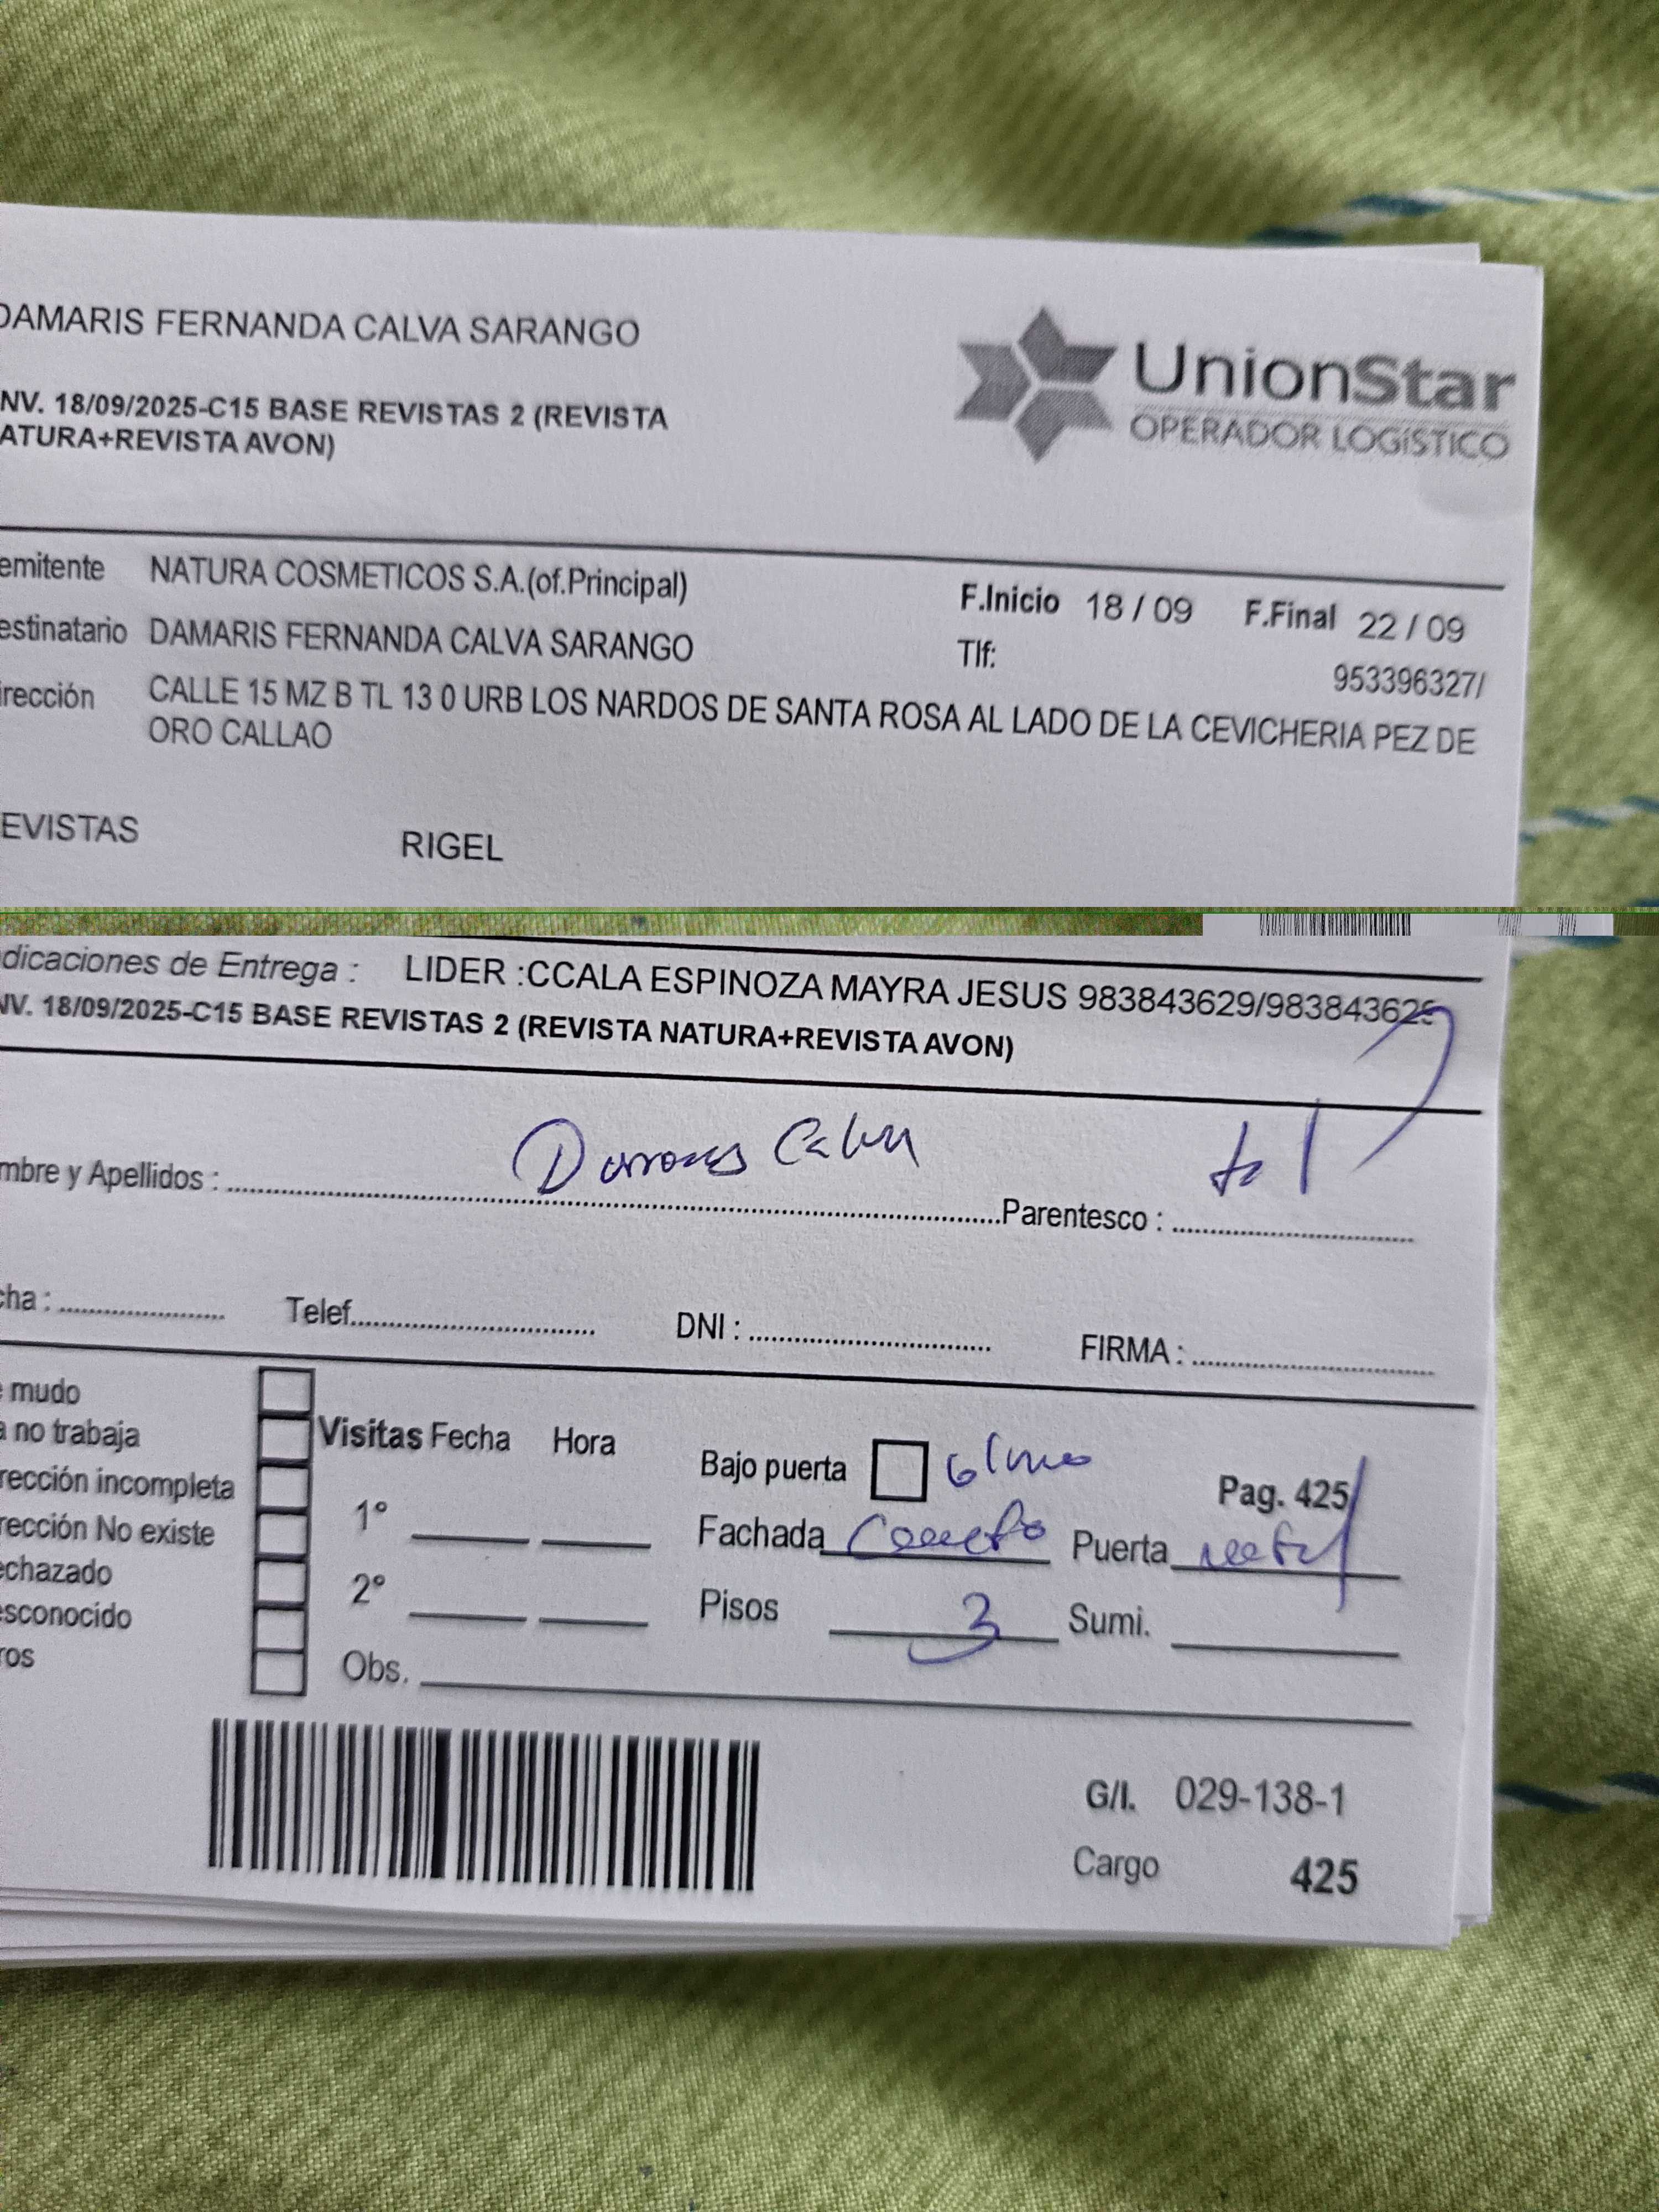 DAMARIS FERNANDA CALVA SARANGO
UnionStar
OPERADOR LOGíSTICO
NV. 18/09/2025-C15 BASE REVISTAS 2 (REVISTA
ATURA+REVISTA AVON)
emitente NATURA COSMETICOS S.A.(of.Principal) F.Inicio 18 / 09 F.Final 22 / 09
estinatario DAMARIS FERNANDA CALVA SARANGO Tlf: 953396327/
irección CALLE 15 MZ B TL 13 0 URB LOS NARDOS DE SANTA ROSA AL LADO DE LA CEVICHERIA PEZ DE
ORO CALLAO
EVISTAS RIGEL
dicaciones de Entrega : LIDER :CCALA ESPINOZA MAYRA JESUS 983843629/983843629
NV. 18/09/2025-C15 BASE REVISTAS 2 (REVISTA NATURA+REVISTA AVON)
mbre y Apellidos : Calva Parentesco :
cha : Telef. DNI : FIRMA :
e mudo
a no trabaja
rección incompleta
rección No existe
echazado
esconocido
ros
Visitas Fecha Hora
1°
2°
Obs.
Bajo puerta Pag. 425
Fachada Concreto Puerta metal
Pisos 3 Sumi.
G/I. 029-138-1
Cargo 425